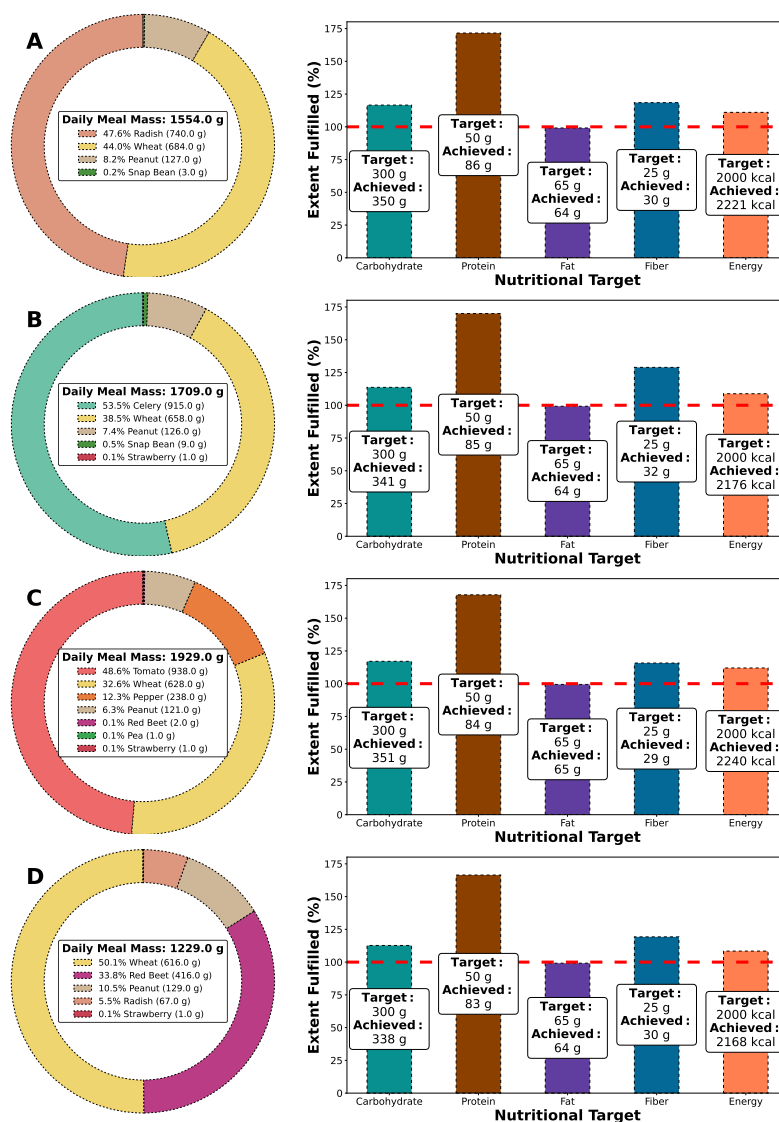 A
Daily Meal Mass: 1554.0 g
47.6% Radish (740.0 g)
44.0% Wheat (684.0 g)
8.2% Peanut (127.0 g)
0.2% Snap Bean (3.0 g)
Extent Fulfilled (%)
175
150
125
100
75
50
25
0
Target:
300 g
Achieved:
350 g
Target:
50 g
Achieved:
86 g
Target:
65 g
Achieved:
64 g
Target:
25 g
Achieved:
30 g
Target:
2000 kcal
Achieved:
2221 kcal
Carbohydrate Protein Fat Fiber Energy
Nutritional Target
B
Daily Meal Mass: 1709.0 g
53.5% Celery (915.0 g)
38.5% Wheat (658.0 g)
7.4% Peanut (126.0 g)
0.5% Snap Bean (9.0 g)
0.1% Strawberry (1.0 g)
Extent Fulfilled (%)
175
150
125
100
75
50
25
0
Target:
300 g
Achieved:
341 g
Target:
50 g
Achieved:
85 g
Target:
65 g
Achieved:
64 g
Target:
25 g
Achieved:
32 g
Target:
2000 kcal
Achieved:
2176 kcal
Carbohydrate Protein Fat Fiber Energy
Nutritional Target
C
Daily Meal Mass: 1929.0 g
48.6% Tomato (938.0 g)
32.6% Wheat (628.0 g)
12.3% Pepper (238.0 g)
6.3% Peanut (121.0 g)
0.1% Red Beet (2.0 g)
0.1% Pea (1.0 g)
0.1% Strawberry (1.0 g)
Extent Fulfilled (%)
175
150
125
100
75
50
25
0
Target:
300 g
Achieved:
351 g
Target:
50 g
Achieved:
84 g
Target:
65 g
Achieved:
65 g
Target:
25 g
Achieved:
29 g
Target:
2000 kcal
Achieved:
2240 kcal
Carbohydrate Protein Fat Fiber Energy
Nutritional Target
D
Daily Meal Mass: 1229.0 g
50.1% Wheat (616.0 g)
33.8% Red Beet (416.0 g)
10.5% Peanut (129.0 g)
5.5% Radish (67.0 g)
0.1% Strawberry (1.0 g)
Extent Fulfilled (%)
175
150
125
100
75
50
25
0
Target:
300 g
Achieved:
338 g
Target:
50 g
Achieved:
83 g
Target:
65 g
Achieved:
64 g
Target:
25 g
Achieved:
30 g
Target:
2000 kcal
Achieved:
2168 kcal
Carbohydrate Protein Fat Fiber Energy
Nutritional Target